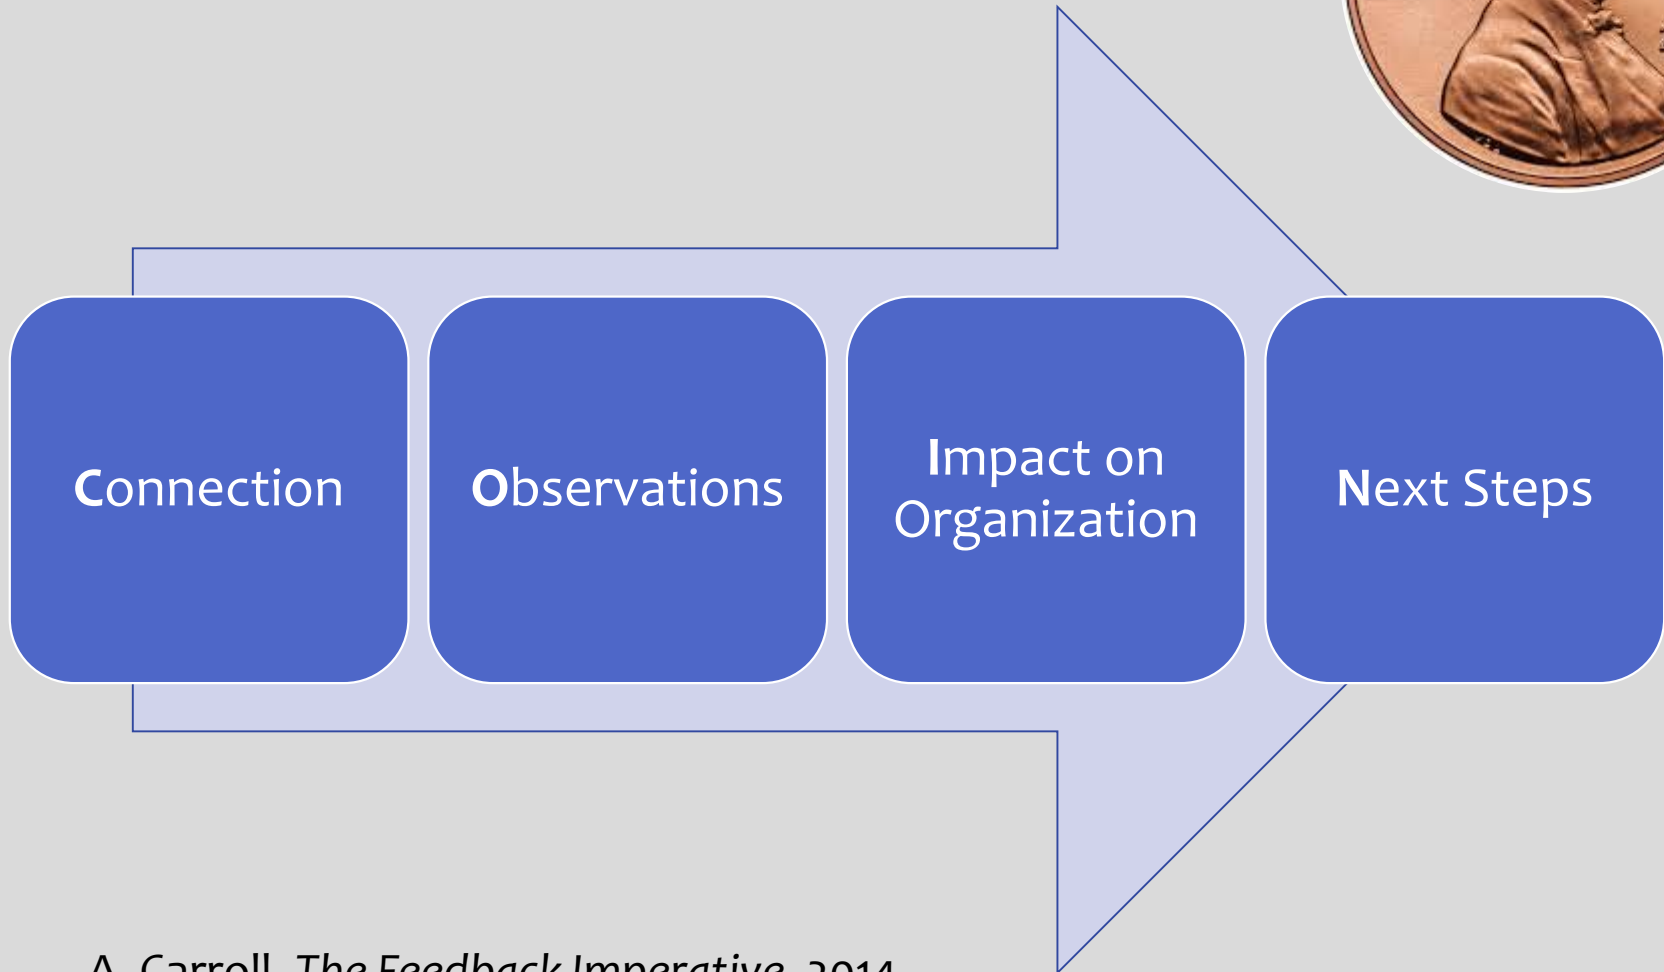 Connection
Observations
Impact on
Organization
Next Steps
A. Carroll, The Feedback Imperative, 2014